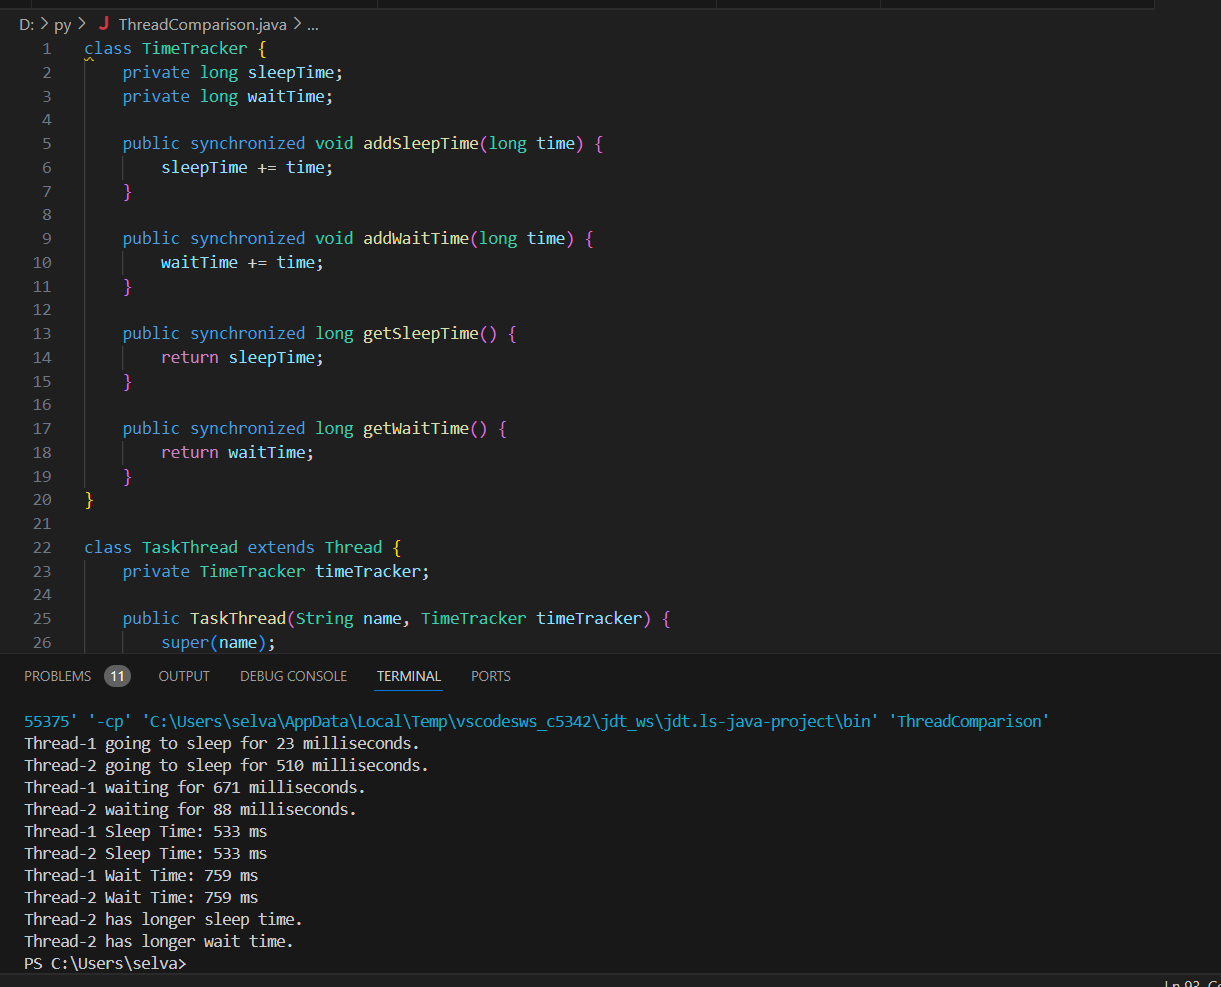 D: > py > J ThreadComparison.java > ...
1 class TimeTracker {
2 private long sleepTime;
3 private long waitTime;
4
5 public synchronized void addSleepTime(long time) {
6 sleepTime += time;
7 }
8
9 public synchronized void addWaitTime(long time) {
10 waitTime += time;
11 }
12
13 public synchronized long getSleepTime() {
14 return sleepTime;
15 }
16
17 public synchronized long getWaitTime() {
18 return waitTime;
19 }
20 }
21
22 class TaskThread extends Thread {
23 private TimeTracker timeTracker;
24
25 public TaskThread(String name, TimeTracker timeTracker) {
26 super(name);
PROBLEMS 11 OUTPUT DEBUG CONSOLE TERMINAL PORTS
55375' '-cp' 'C:\Users\selva\AppData\Local\Temp\vscodesws_c5342\jdt_ws\jdt.ls-java-project\bin' 'ThreadComparison'
Thread-1 going to sleep for 23 milliseconds.
Thread-2 going to sleep for 510 milliseconds.
Thread-1 waiting for 671 milliseconds.
Thread-2 waiting for 88 milliseconds.
Thread-1 Sleep Time: 533 ms
Thread-2 Sleep Time: 533 ms
Thread-1 Wait Time: 759 ms
Thread-2 Wait Time: 759 ms
Thread-2 has longer sleep time.
Thread-2 has longer wait time.
PS C:\Users\selva>